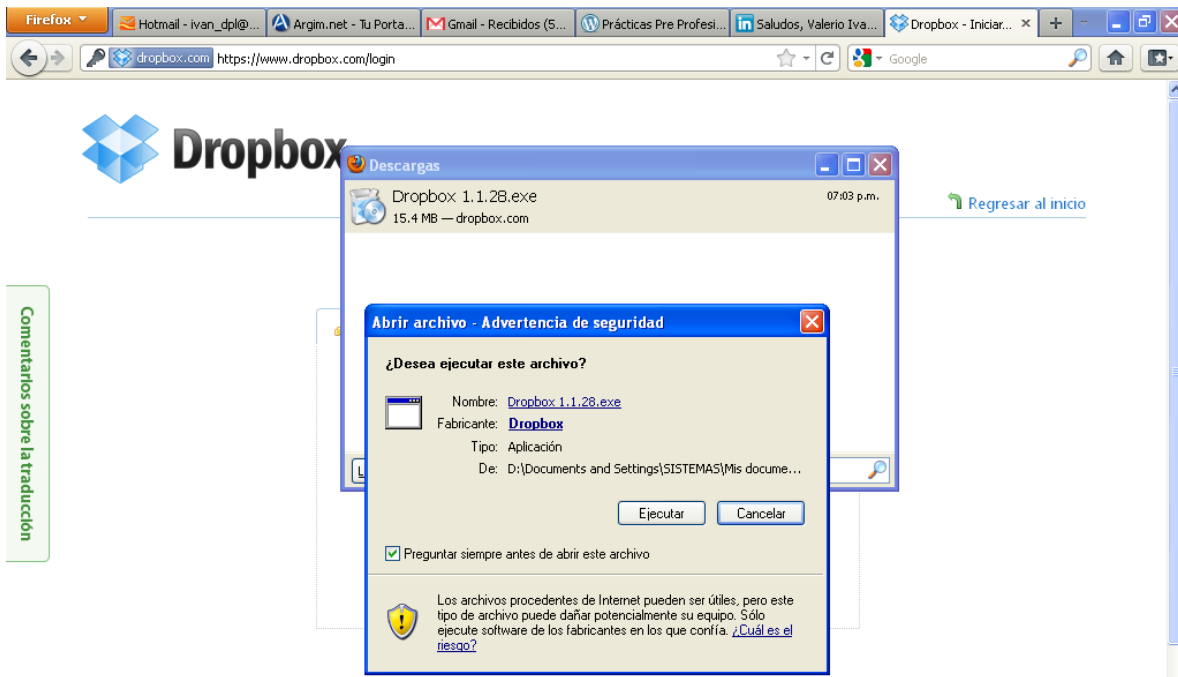 Firefox
Hotmail - ivan_dpl@...
Argim.net - Tu Porta...
Gmail - Recibidos (5...
Prácticas Pre Profesi...
Saludos, Valerio Iva...
Dropbox - Iniciar...
dropbox.com https://www.dropbox.com/login
Google
Dropbox
Regresar al inicio
Comentarios sobre la traducción
Descargas
Dropbox 1.1.28.exe
07:03 p.m.
15.4 MB — dropbox.com
Abrir archivo - Advertencia de seguridad
¿Desea ejecutar este archivo?
Nombre: Dropbox 1.1.28.exe
Fabricante: Dropbox
Tipo: Aplicación
De: D:\Documents and Settings\SISTEMAS\Mis docume...
Ejecutar
Cancelar
Preguntar siempre antes de abrir este archivo
Los archivos procedentes de Internet pueden ser útiles, pero este
tipo de archivo puede dañar potencialmente su equipo. Sólo
ejecute software de los fabricantes en los que confía. ¿Cuál es el
riesgo?